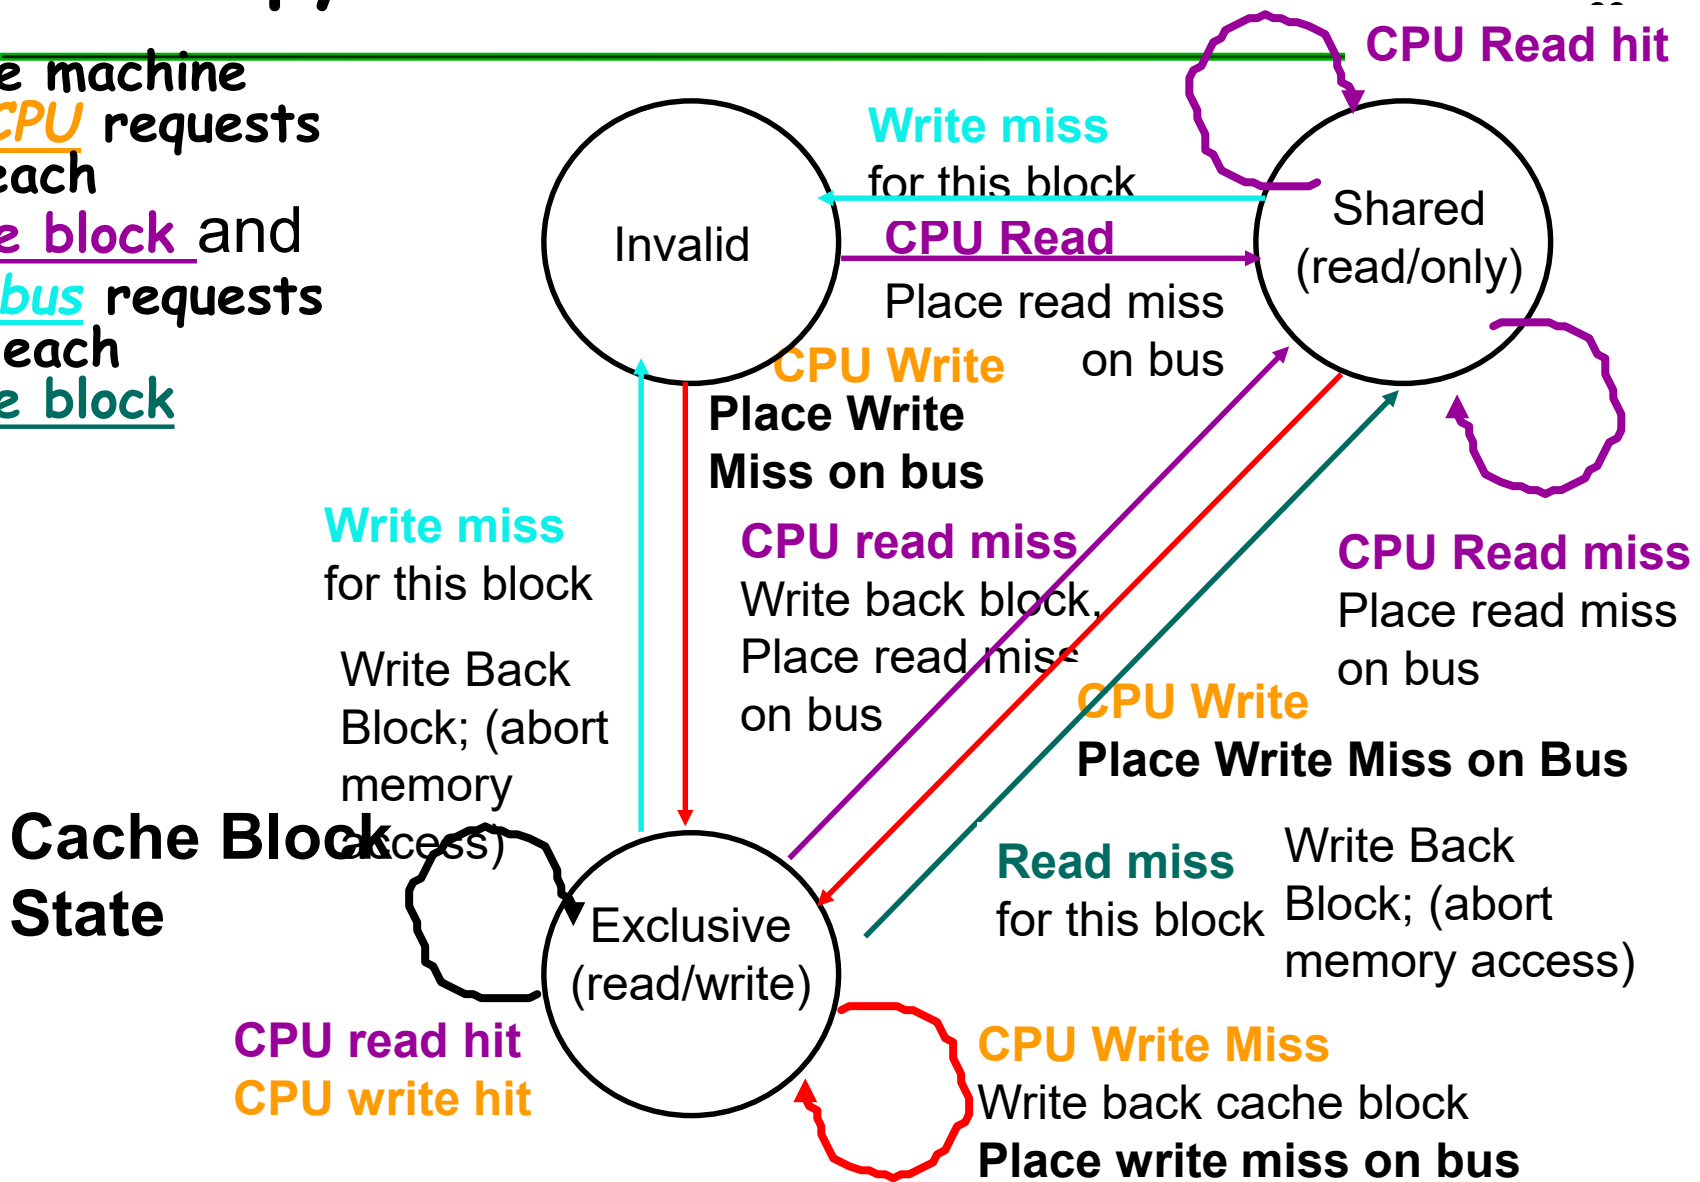 e machine
CPU requests
each
e block and
bus requests
each
e block
CPU Read hit
Write miss
for this block
Invalid
CPU Read
Shared
(read/only)
Place read miss
on bus
CPU Write
Place Write
Miss on bus
Write miss
for this block
CPU read miss
Write back block,
Place read miss
on bus
CPU Read miss
Place read miss
on bus
Write Back
Block; (abort
memory
access)
CPU Write
Place Write Miss on Bus
Cache Block
State
Read miss
for this block
Write Back
Block; (abort
memory access)
Exclusive
(read/write)
CPU read hit
CPU write hit
CPU Write Miss
Write back cache block
Place write miss on bus